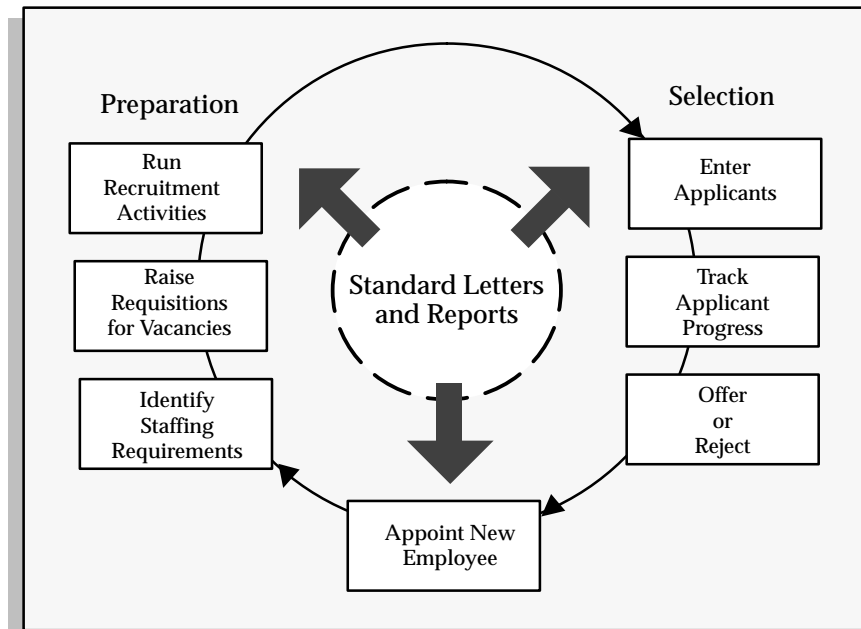 Preparation
Run
Recruitment
Activities
Raise
Requisitions
for Vacancies
Identify
Staffing
Requirements
Standard Letters
and Reports
Selection
Enter
Applicants
Track
Applicant
Progress
Offer
or
Reject
Appoint New
Employee